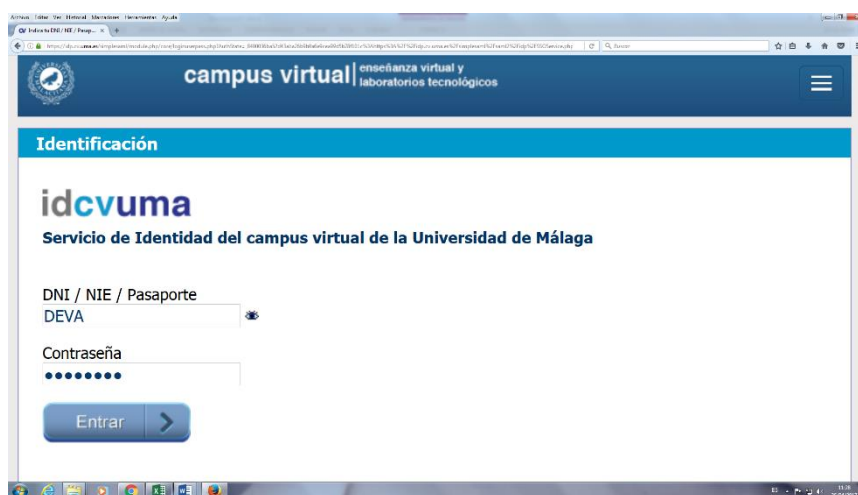 Archivo Editar Ver Historial Marcadores Herramientas Ayuda
campus virtual
enseñanza virtual y
laboratorios tecnológicos
Identificación
idcvuma
Servicio de Identidad del campus virtual de la Universidad de Málaga
DNI / NIE / Pasaporte
DEVA
Contraseña
••••••••
Entrar